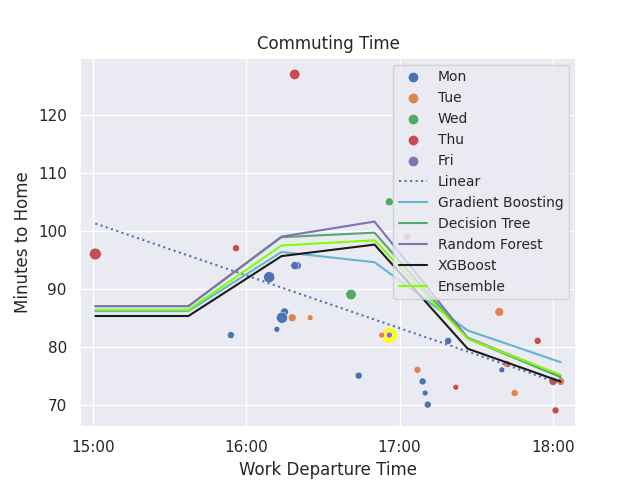 Commuting Time
Minutes to Home
120
110
100
90
80
70
15:00
16:00
17:00
18:00
Work Departure Time
Mon
Tue
Wed
Thu
Fri
Linear
Gradient Boosting
Decision Tree
Random Forest
XGBoost
Ensemble